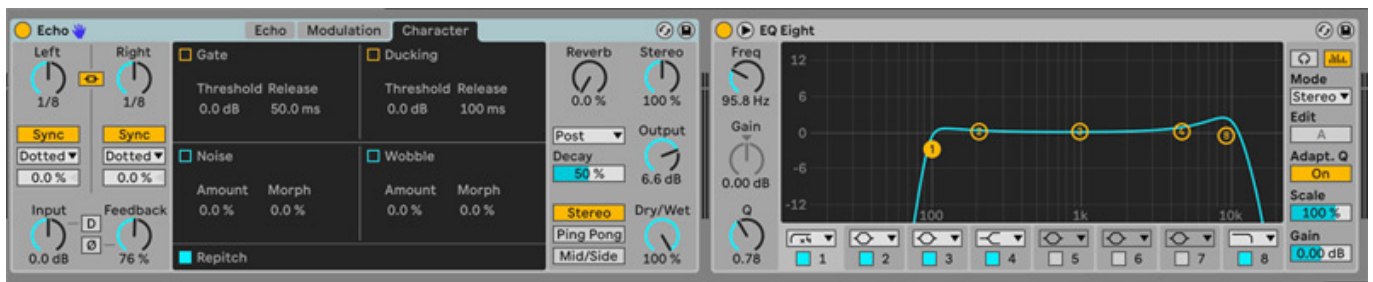 Echo
Echo Modulation Character
Left Right
1/8 1/8
Sync Sync
Dotted Dotted
0.0 % 0.0 %
Input Feedback
D
Ø
0.0 dB 76 %
Gate
Threshold Release
0.0 dB 50.0 ms
Ducking
Threshold Release
0.0 dB 100 ms
Noise
Amount Morph
0.0 % 0.0 %
Wobble
Amount Morph
0.0 % 0.0 %
Repitch
Reverb Stereo
0.0 % 100 %
Post
Output
Decay
50 %
6.6 dB
Stereo
Ping Pong
Mid/Side
Dry/Wet
100 %
EQ Eight
Freq
95.8 Hz
Gain
0.00 dB
Q
0.78
12
6
0
-6
-12
100 1k 10k
1 2 3 4 8
x4
1 2 3 4 5 6 7 8
Mode
Stereo
Edit
A
Adapt. Q
On
Scale
100 %
Gain
0.00 dB